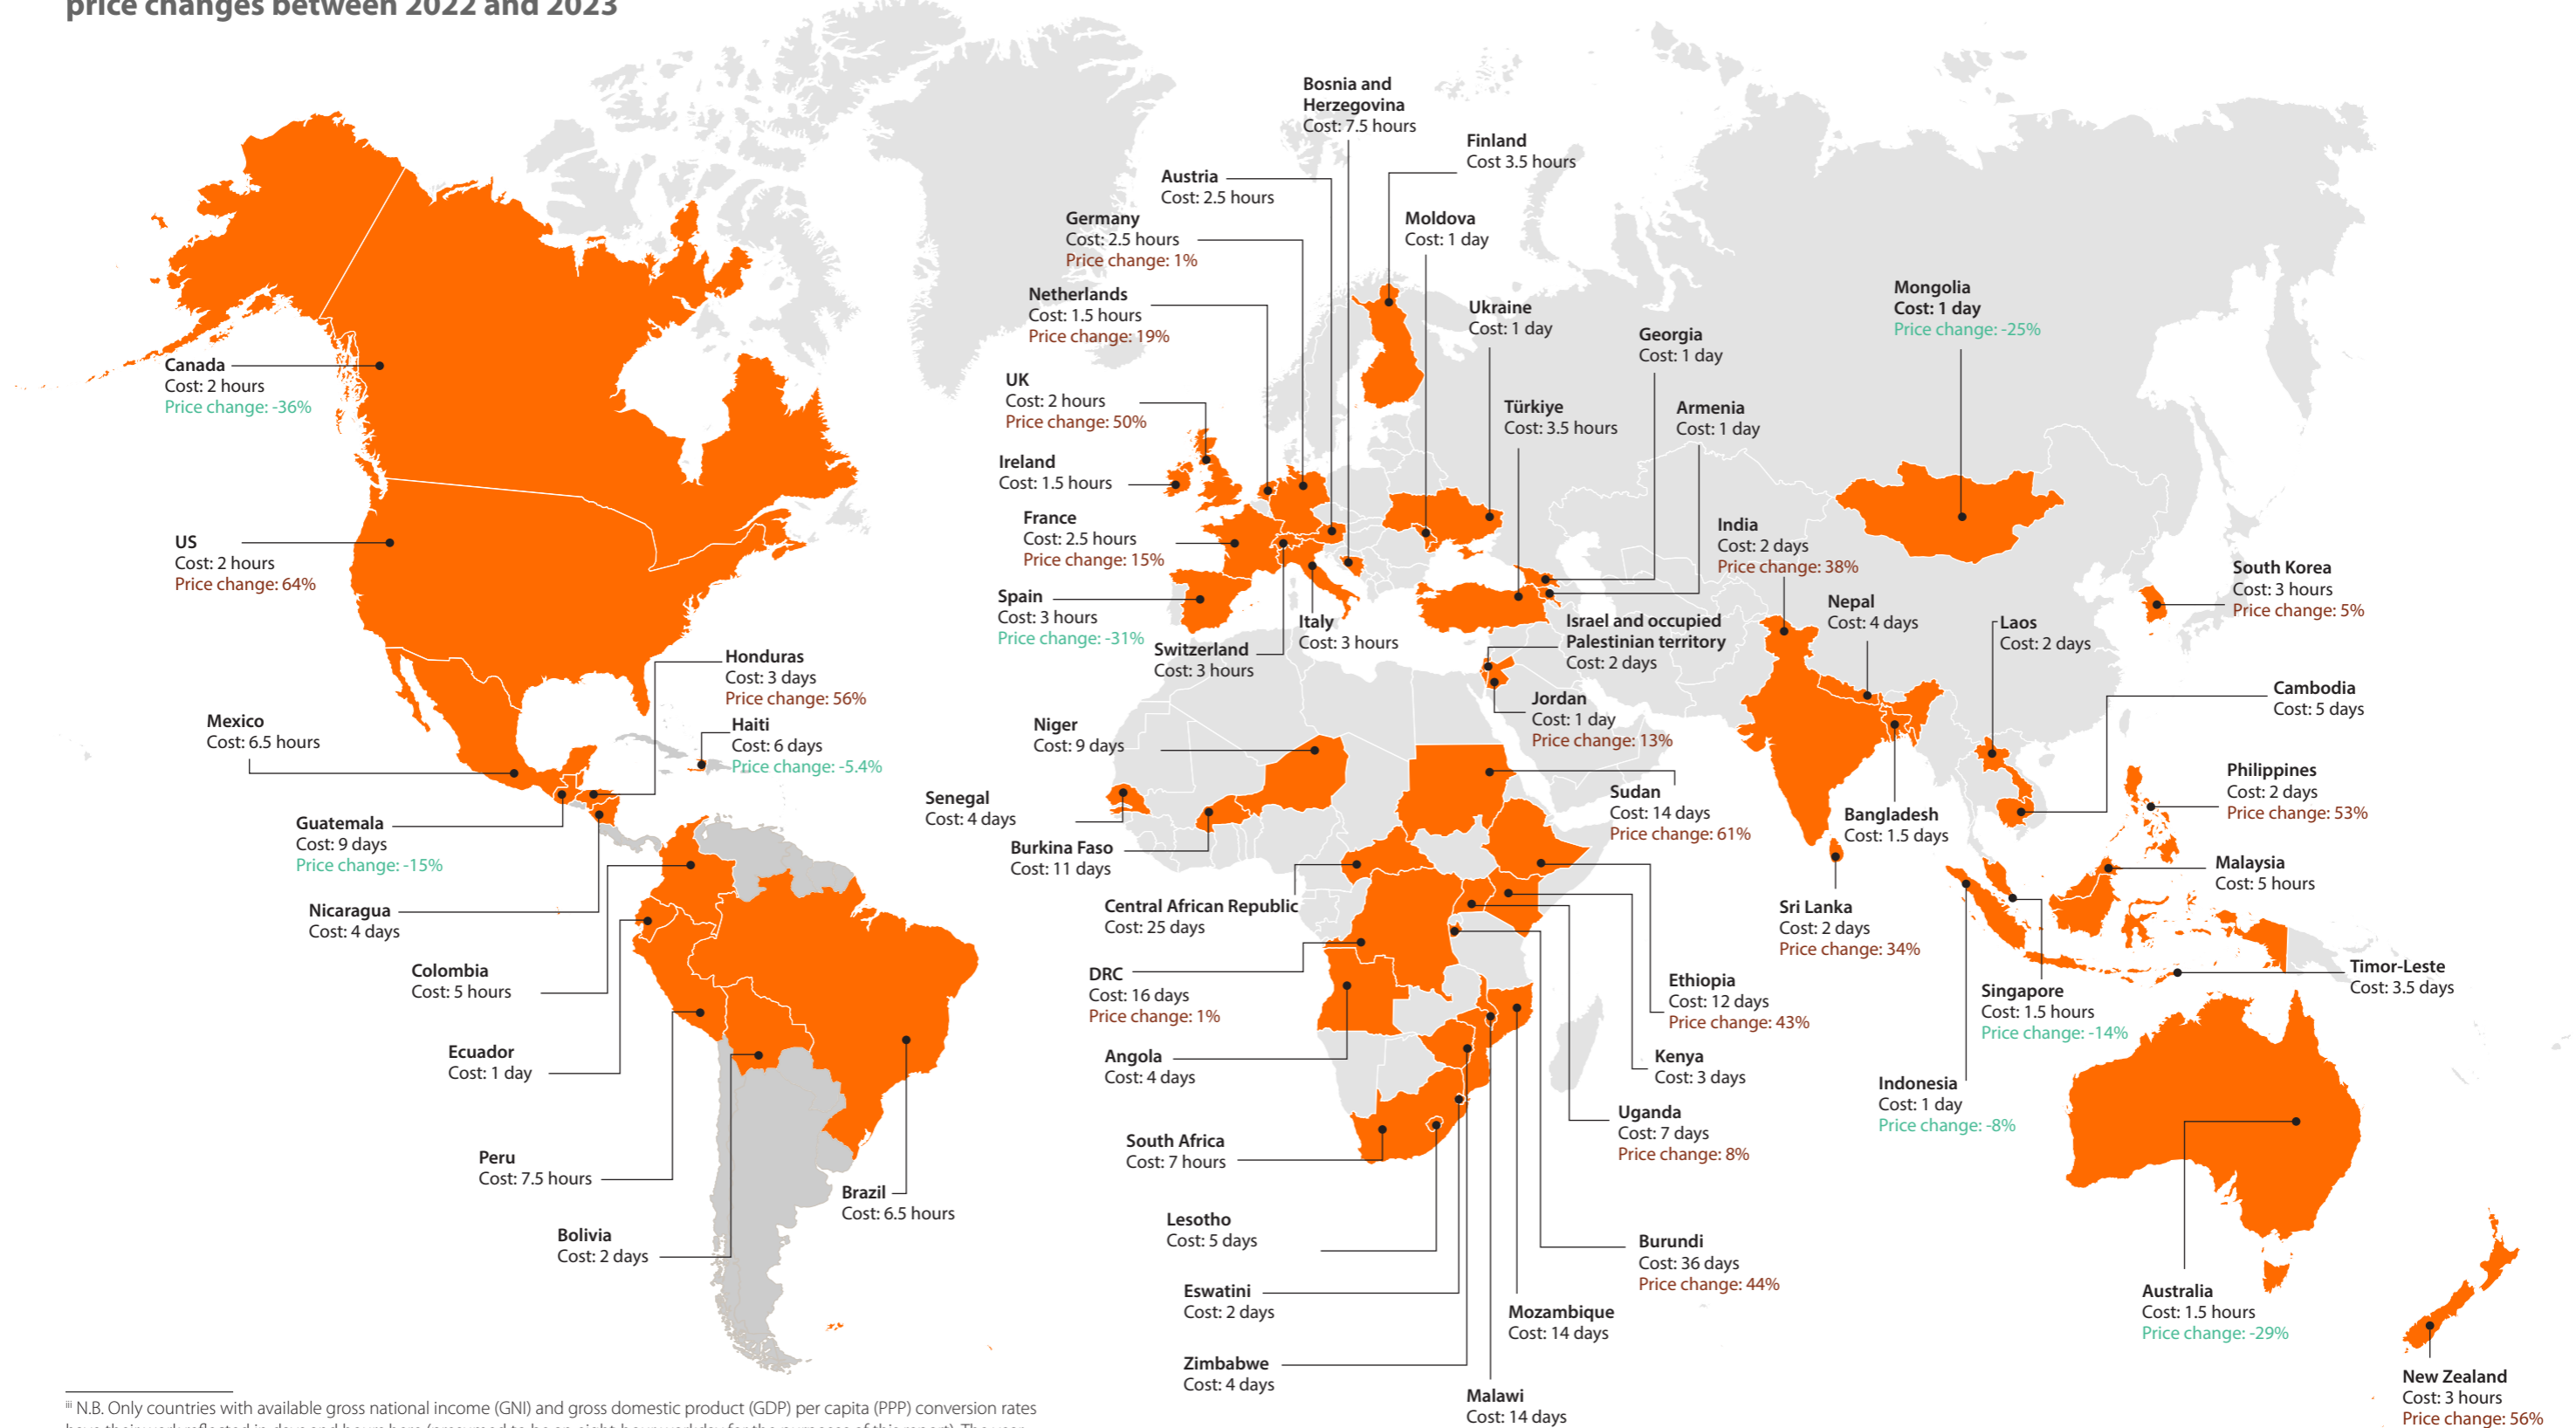 price changes between 2022 and 2023
Canada
Cost: 2 hours
Price change: -36%
US
Cost: 2 hours
Price change: 64%
Mexico
Cost: 6.5 hours
Honduras
Cost: 3 days
Price change: 56%
Haiti
Cost: 6 days
Price change: -5.4%
Guatemala
Cost: 9 days
Price change: -15%
Nicaragua
Cost: 4 days
Colombia
Cost: 5 hours
Ecuador
Cost: 1 day
Peru
Cost: 7.5 hours
Bolivia
Cost: 2 days
Brazil
Cost: 6.5 hours
Bosnia and
Herzegovina
Cost: 7.5 hours
Finland
Cost 3.5 hours
Austria
Cost: 2.5 hours
Germany
Cost: 2.5 hours
Price change: 1%
Moldova
Cost: 1 day
Netherlands
Cost: 1.5 hours
Price change: 19%
Ukraine
Cost: 1 day
Georgia
Cost: 1 day
UK
Cost: 2 hours
Price change: 50%
Türkiye
Cost: 3.5 hours
Armenia
Cost: 1 day
Ireland
Cost: 1.5 hours
France
Cost: 2.5 hours
Price change: 15%
Spain
Cost: 3 hours
Price change: -31%
Switzerland
Cost: 3 hours
Italy
Cost: 3 hours
Israel and occupied
Palestinian territory
Cost: 2 days
Jordan
Cost: 1 day
Price change: 13%
Mongolia
Cost: 1 day
Price change: -25%
India
Cost: 2 days
Price change: 38%
Nepal
Cost: 4 days
Laos
Cost: 2 days
South Korea
Cost: 3 hours
Price change: 5%
Cambodia
Cost: 5 days
Philippines
Cost: 2 days
Price change: 53%
Malaysia
Cost: 5 hours
Bangladesh
Cost: 1.5 days
Sri Lanka
Cost: 2 days
Price change: 34%
Timor-Leste
Cost: 3.5 days
Singapore
Cost: 1.5 hours
Price change: -14%
Indonesia
Cost: 1 day
Price change: -8%
Australia
Cost: 1.5 hours
Price change: -29%
New Zealand
Cost: 3 hours
Price change: 56%
Niger
Cost: 9 days
Senegal
Cost: 4 days
Burkina Faso
Cost: 11 days
Sudan
Cost: 14 days
Price change: 61%
Central African Republic
Cost: 25 days
DRC
Cost: 16 days
Price change: 1%
Angola
Cost: 4 days
South Africa
Cost: 7 hours
Lesotho
Cost: 5 days
Eswatini
Cost: 2 days
Zimbabwe
Cost: 4 days
Ethiopia
Cost: 12 days
Price change: 43%
Kenya
Cost: 3 days
Uganda
Cost: 7 days
Price change: 8%
Burundi
Cost: 36 days
Price change: 44%
Mozambique
Cost: 14 days
Malawi
Cost: 14 days
iii N.B. Only countries with available gross national income (GNI) and gross domestic product (GDP) per capita (PPP) conversion rates